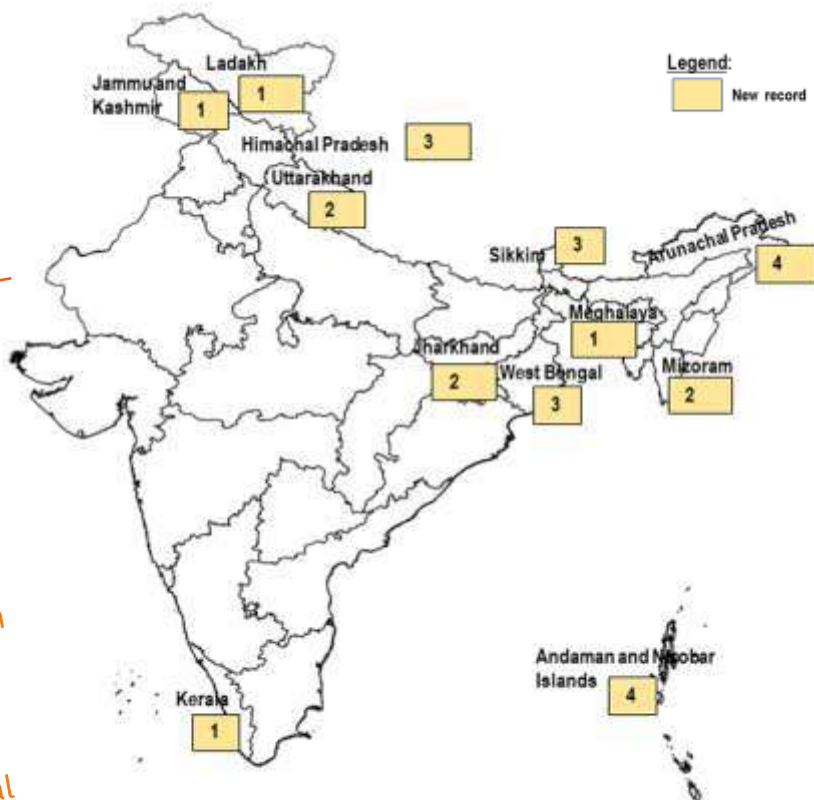 Ladakh
Legend:
Jammu and
Kashmir
1
1
New record
Himachal Pradesh
3
Uttarakhand
2
Sikkim
3
Arunachal Pradesh
4
Meghalaya
1
Jharkhand
2
West Bengal
3
Mizoram
2
Andaman and Nicobar
Islands
4
Kerala
1